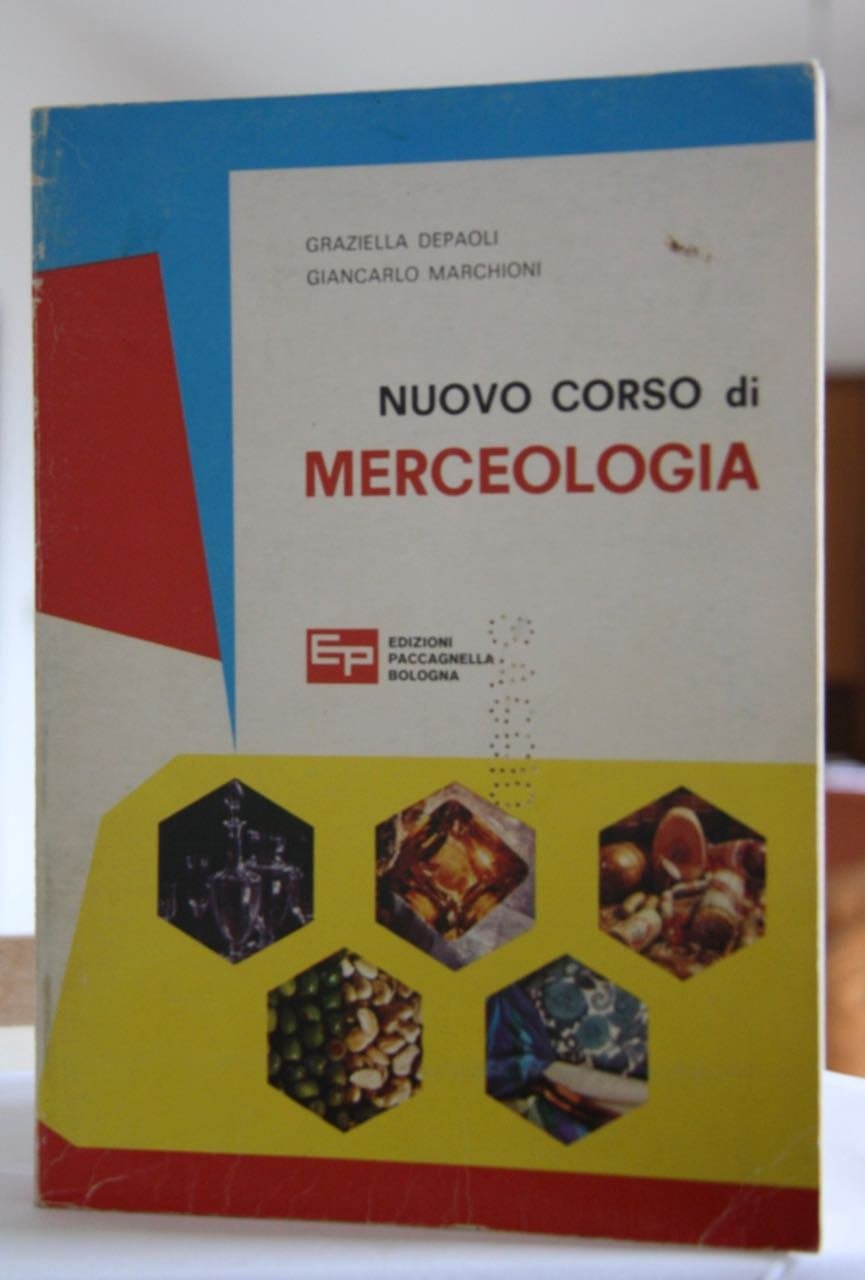 GRAZIELLA DEPAOLI
GIANCARLO MARCHIONI
NUOVO CORSO di
MERCEOLOGIA
EP
EDIZIONI
PACCAGNELLA
BOLOGNA